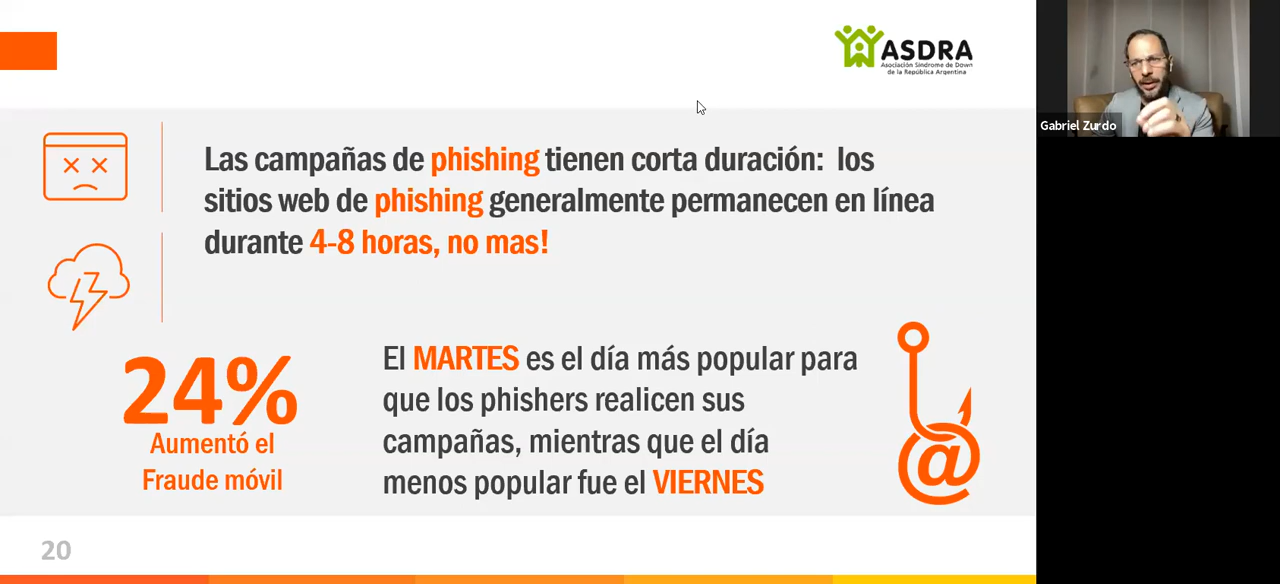 ASDRA
Asociación Síndrome de Down
de la República Argentina
Gabriel Zurdo
Las campañas de phishing tienen corta duración: los
sitios web de phishing generalmente permanecen en línea
durante 4-8 horas, no mas!
24%
Aumentó el
Fraude móvil
El MARTES es el día más popular para
que los phishers realicen sus
campañas, mientras que el día
menos popular fue el VIERNES
@
20